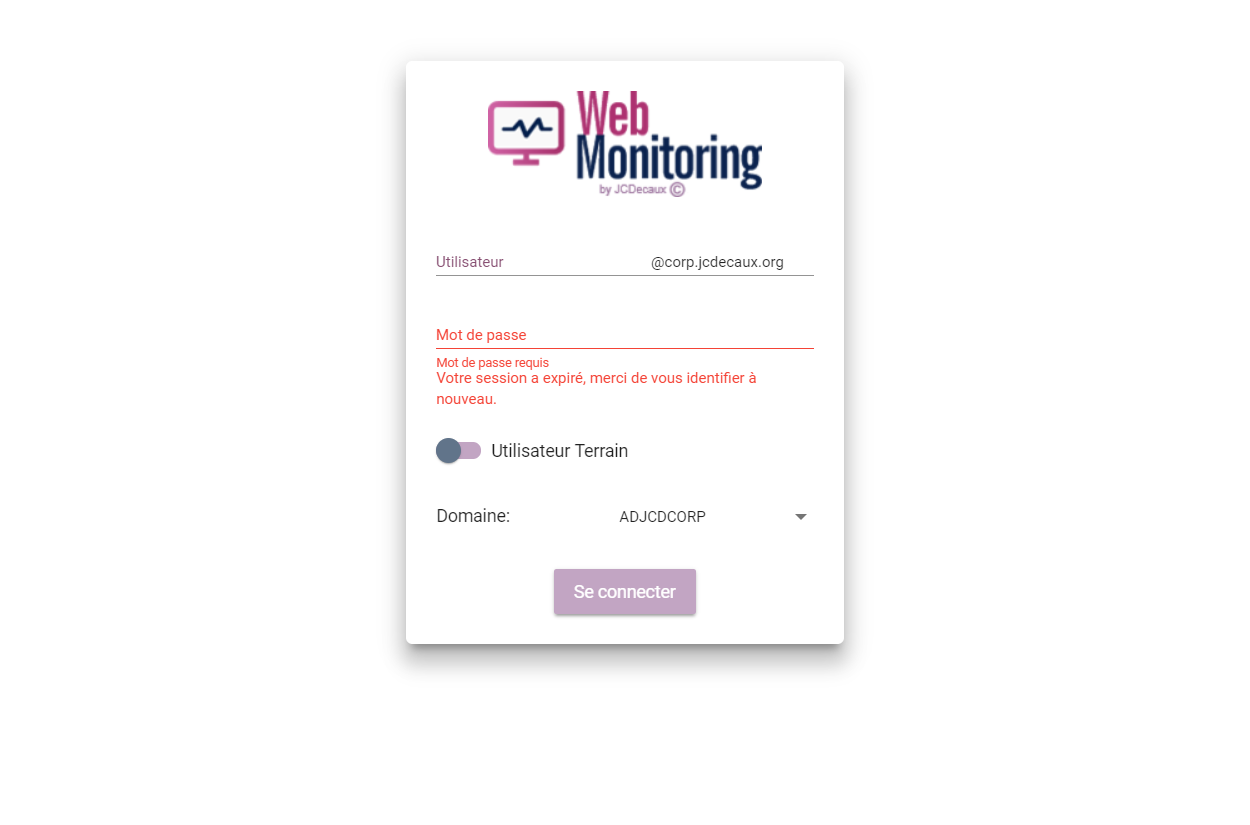 Web
Monitoring
by JCDecaux ©
Utilisateur @corp.jcdecaux.org
Mot de passe
Mot de passe requis
Votre session a expiré, merci de vous identifier à
nouveau.
Utilisateur Terrain
Domaine: ADJCDCORP
Se connecter